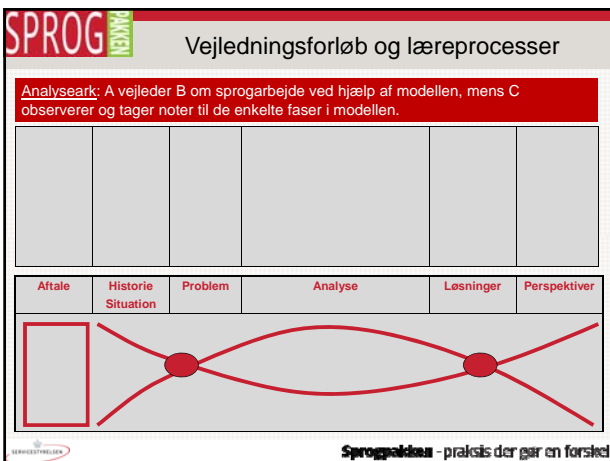 SPROG
PAKKEN
Vejledningsforløb og læreprocesser
Analyseark: A vejleder B om sprogarbejde ved hjælp af modellen, mens C
observerer og tager noter til de enkelte faser i modellen.
Aftale
Historie
Situation
Problem
Analyse
Løsninger
Perspektiver
SERVICESTYRELSEN
Sprogpakken - praksis der gør en forskel